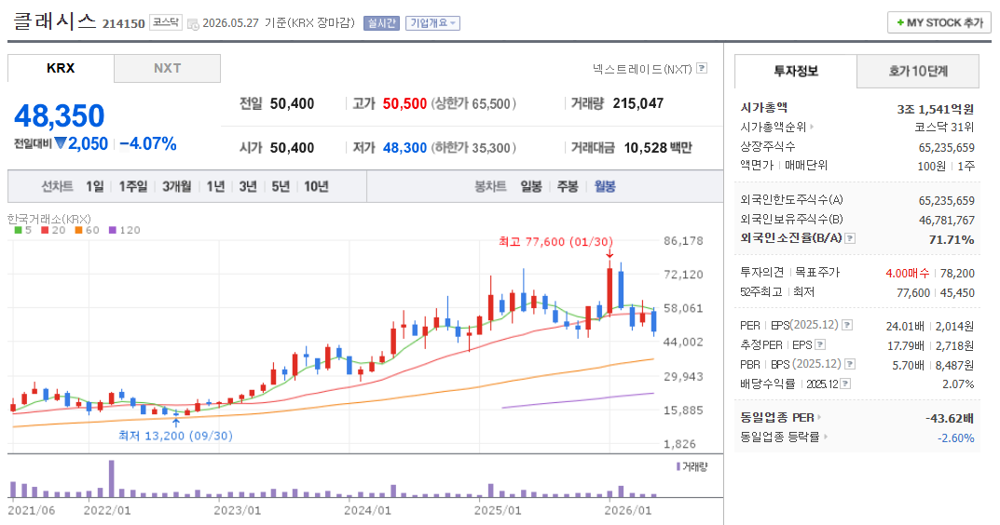 클래시스 214150 코스닥 2026.05.27 기준(KRX 장마감) 실시간 기업개요
+ MY STOCK 추가
KRX NXT
넥스트레이드(NXT) ?
48,350
전일대비 ▼2,050 -4.07%
전일 50,400 고가 50,500 (상한가 65,500) 거래량 215,047
시가 50,400 저가 48,300 (하한가 35,300) 거래대금 10,528 백만
선차트 1일 1주일 3개월 1년 3년 5년 10년 봉차트 일봉 주봉 월봉
한국거래소(KRX)
5 20 60 120
최고 77,600 (01/30)
최저 13,200 (09/30)
86,178
72,120
58,061
44,002
29,943
15,885
1,826
거래량
2021/06 2022/01 2023/01 2024/01 2025/01 2026/01
투자정보 호가 10단계
시가총액 3조 1,541억원
시가총액순위 코스닥 31위
상장주식수 65,235,659
액면가 매매단위 100원 1주
외국인한도주식수(A) 65,235,659
외국인보유주식수(B) 46,781,767
외국인소진율(B/A) ? 71.71%
투자의견 목표주가 4.00매수 78,200
52주최고 최저 77,600 45,450
PER EPS(2025.12) ? 24.01배 2,014원
추정PER EPS ? 17.79배 2,718원
PBR BPS (2025.12) ? 5.70배 8,487원
배당수익률 2025.12 ? 2.07%
동일업종 PER -43.62배
동일업종 등락률 -2.60%